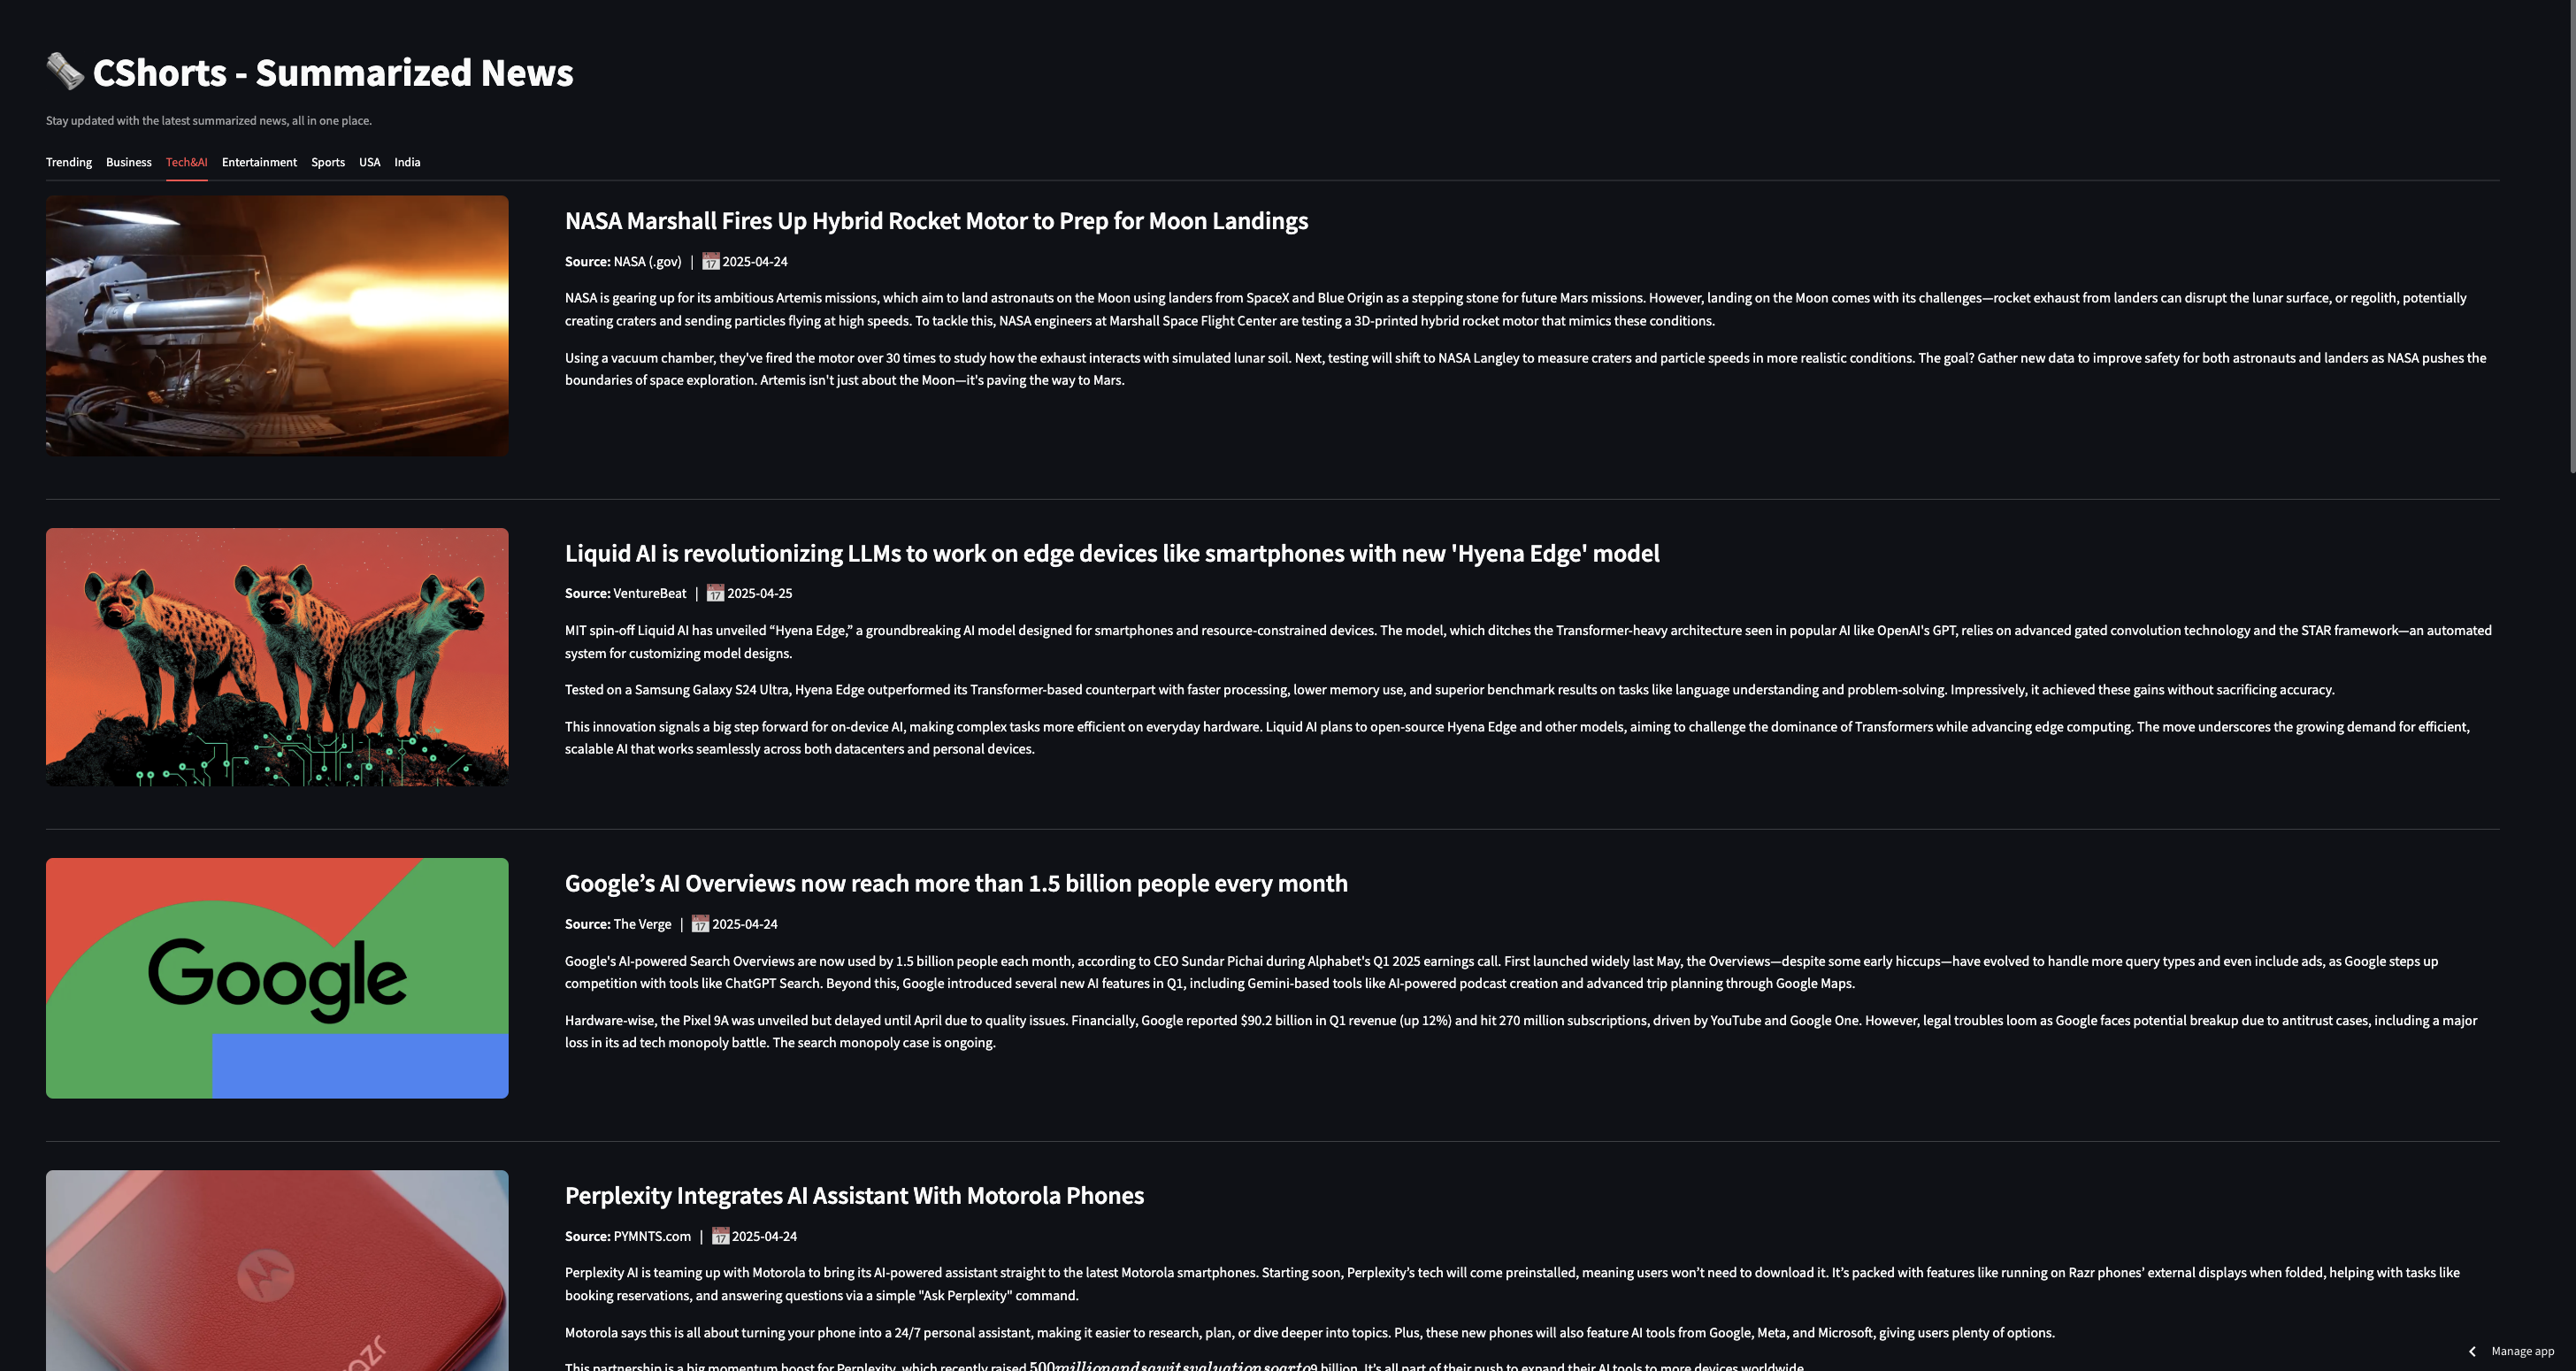 CShorts - Summarized News
Stay updated with the latest summarized news, all in one place.
Trending Business Tech&AI Entertainment Sports USA India
NASA Marshall Fires Up Hybrid Rocket Motor to Prep for Moon Landings
Source: NASA (.gov) | 17 2025-04-24
NASA is gearing up for its ambitious Artemis missions, which aim to land astronauts on the Moon using landers from SpaceX and Blue Origin as a stepping stone for future Mars missions. However, landing on the Moon comes with its challenges—rocket exhaust from landers can disrupt the lunar surface, or regolith, potentially
creating craters and sending particles flying at high speeds. To tackle this, NASA engineers at Marshall Space Flight Center are testing a 3D-printed hybrid rocket motor that mimics these conditions.
Using a vacuum chamber, they've fired the motor over 30 times to study how the exhaust interacts with simulated lunar soil. Next, testing will shift to NASA Langley to measure craters and particle speeds in more realistic conditions. The goal? Gather new data to improve safety for both astronauts and landers as NASA pushes the
boundaries of space exploration. Artemis isn't just about the Moon—it's paving the way to Mars.
Liquid AI is revolutionizing LLMs to work on edge devices like smartphones with new 'Hyena Edge' model
Source: VentureBeat | 17 2025-04-25
MIT spin-off Liquid AI has unveiled “Hyena Edge,” a groundbreaking AI model designed for smartphones and resource-constrained devices. The model, which ditches the Transformer-heavy architecture seen in popular AI like OpenAI's GPT, relies on advanced gated convolution technology and the STAR framework—an automated
system for customizing model designs.
Tested on a Samsung Galaxy S24 Ultra, Hyena Edge outperformed its Transformer-based counterpart with faster processing, lower memory use, and superior benchmark results on tasks like language understanding and problem-solving. Impressively, it achieved these gains without sacrificing accuracy.
This innovation signals a big step forward for on-device AI, making complex tasks more efficient on everyday hardware. Liquid AI plans to open-source Hyena Edge and other models, aiming to challenge the dominance of Transformers while advancing edge computing. The move underscores the growing demand for efficient,
scalable AI that works seamlessly across both datacenters and personal devices.
Google
Google’s AI Overviews now reach more than 1.5 billion people every month
Source: The Verge | 17 2025-04-24
Google's AI-powered Search Overviews are now used by 1.5 billion people each month, according to CEO Sundar Pichai during Alphabet's Q1 2025 earnings call. First launched widely last May, the Overviews—despite some early hiccups—have evolved to handle more query types and even include ads, as Google steps up
competition with tools like ChatGPT Search. Beyond this, Google introduced several new AI features in Q1, including Gemini-based tools like AI-powered podcast creation and advanced trip planning through Google Maps.
Hardware-wise, the Pixel 9A was unveiled but delayed until April due to quality issues. Financially, Google reported $90.2 billion in Q1 revenue (up 12%) and hit 270 million subscriptions, driven by YouTube and Google One. However, legal troubles loom as Google faces potential breakup due to antitrust cases, including a major
loss in its ad tech monopoly battle. The search monopoly case is ongoing.
Perplexity Integrates AI Assistant With Motorola Phones
Source: PYMNTS.com | 17 2025-04-24
Perplexity AI is teaming up with Motorola to bring its AI-powered assistant straight to the latest Motorola smartphones. Starting soon, Perplexity’s tech will come preinstalled, meaning users won’t need to download it. It’s packed with features like running on Razr phones’ external displays when folded, helping with tasks like
booking reservations, and answering questions via a simple "Ask Perplexity" command.
Motorola says this is all about turning your phone into a 24/7 personal assistant, making it easier to research, plan, or dive deeper into topics. Plus, these new phones will also feature AI tools from Google, Meta, and Microsoft, giving users plenty of options.
This partnership is a big momentum boost for Perplexity, which recently raised 500millionandsawitsvaluationsoarto9 billion. It’s all part of their push to expand their AI tools to more devices worldwide.
Manage app